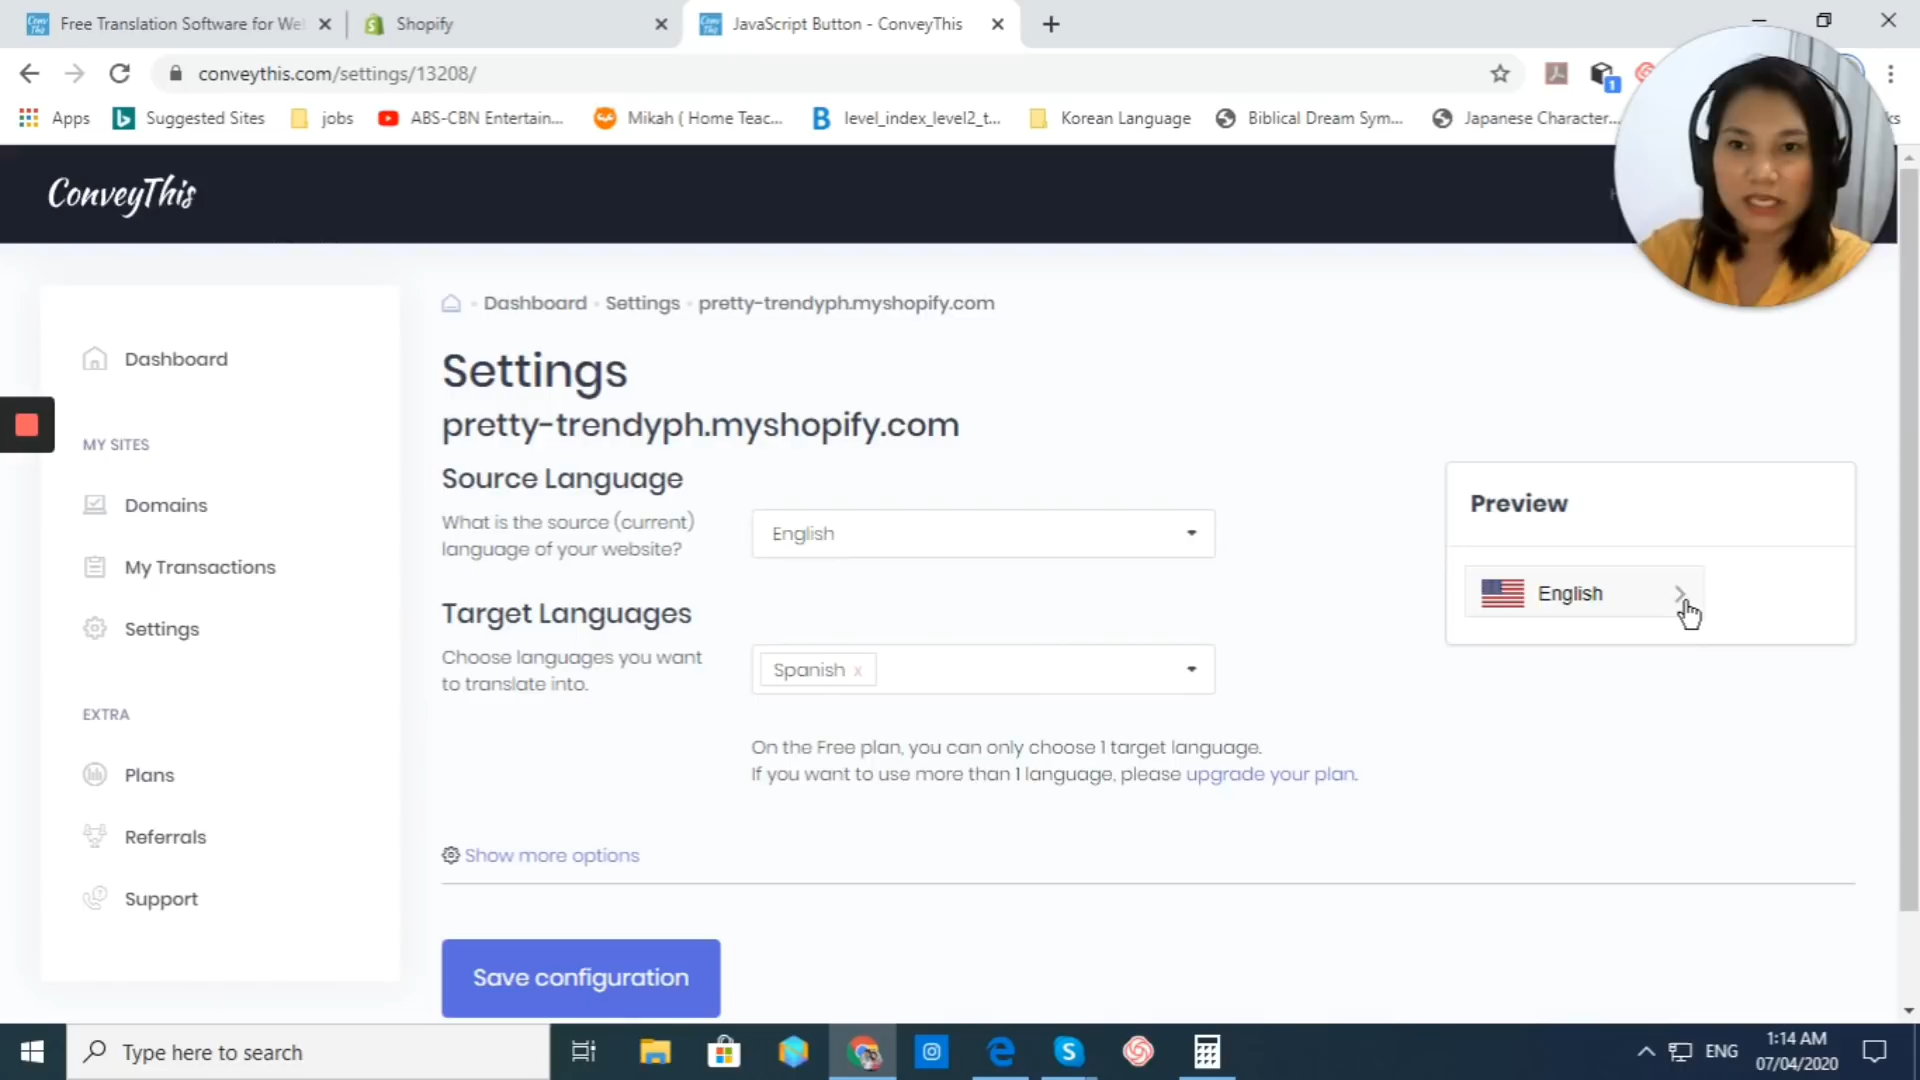 Free Translation Software for We
Shopify
JavaScript Button - ConveyThis
conveythis.com/settings/13208/
1
Apps
Suggested Sites
jobs
ABS-CBN Entertain...
Mikah ( Home Teac...
level_index_level2_t...
Korean Language
Biblical Dream Sym...
Japanese Character...
ConveyThis
Dashboard
MY SITES
Domains
My Transactions
Settings
EXTRA
Plans
Referrals
Support
Dashboard • Settings • pretty-trendyph.myshopify.com
Settings
pretty-trendyph.myshopify.com
Source Language
What is the source (current)
language of your website?
English
Target Languages
Choose languages you want
to translate into.
Spanish x
On the Free plan, you can only choose 1 target language.
If you want to use more than 1 language, please upgrade your plan.
Show more options
Save configuration
Preview
English
Type here to search
ENG
1:14 AM
07/04/2020